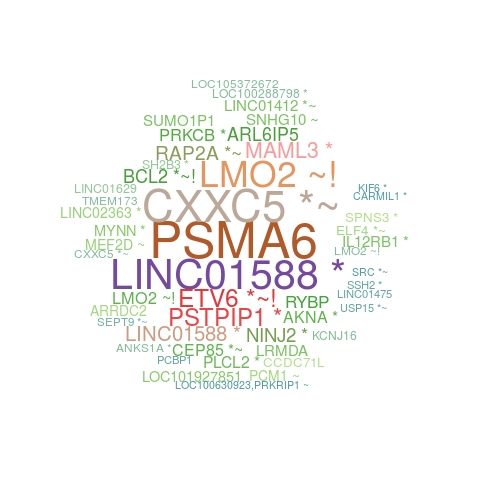 LOC105372672
LOC100288798 *
LINC01412 *~
SUMO1P1 SNHG10 ~
PRKCB * ARL6IP5
RAP2A *~ MAML3 *
SH2B3 *
BCL2 *~! LMO2 ~!
LINC01629 KIF6 *
TMEM173 CARMIL1 *
LINC02363 * CXXC5 *~ SPNS3 *
MYNN * ELF4 *~
MEF2D ~ PSMA6 IL12RB1 *
CXXC5 *~ LMO2 ~!
LINC01588 * SRC *~
SSH2 *
LMO2 ~! ETV6 *~! RYBP LINC01475
ARRDC2 PSTPIP1 * AKNA * USP15 *~
SEPT9 *~
LINC01588 * NINJ2 * KCNJ16
ANKS1A * CEP85 *~ LRMDA
PCBP1 PLCL2 * CCDC71L
LOC101927851 PCM1 ~
LOC100630923,PRKRIP1 ~